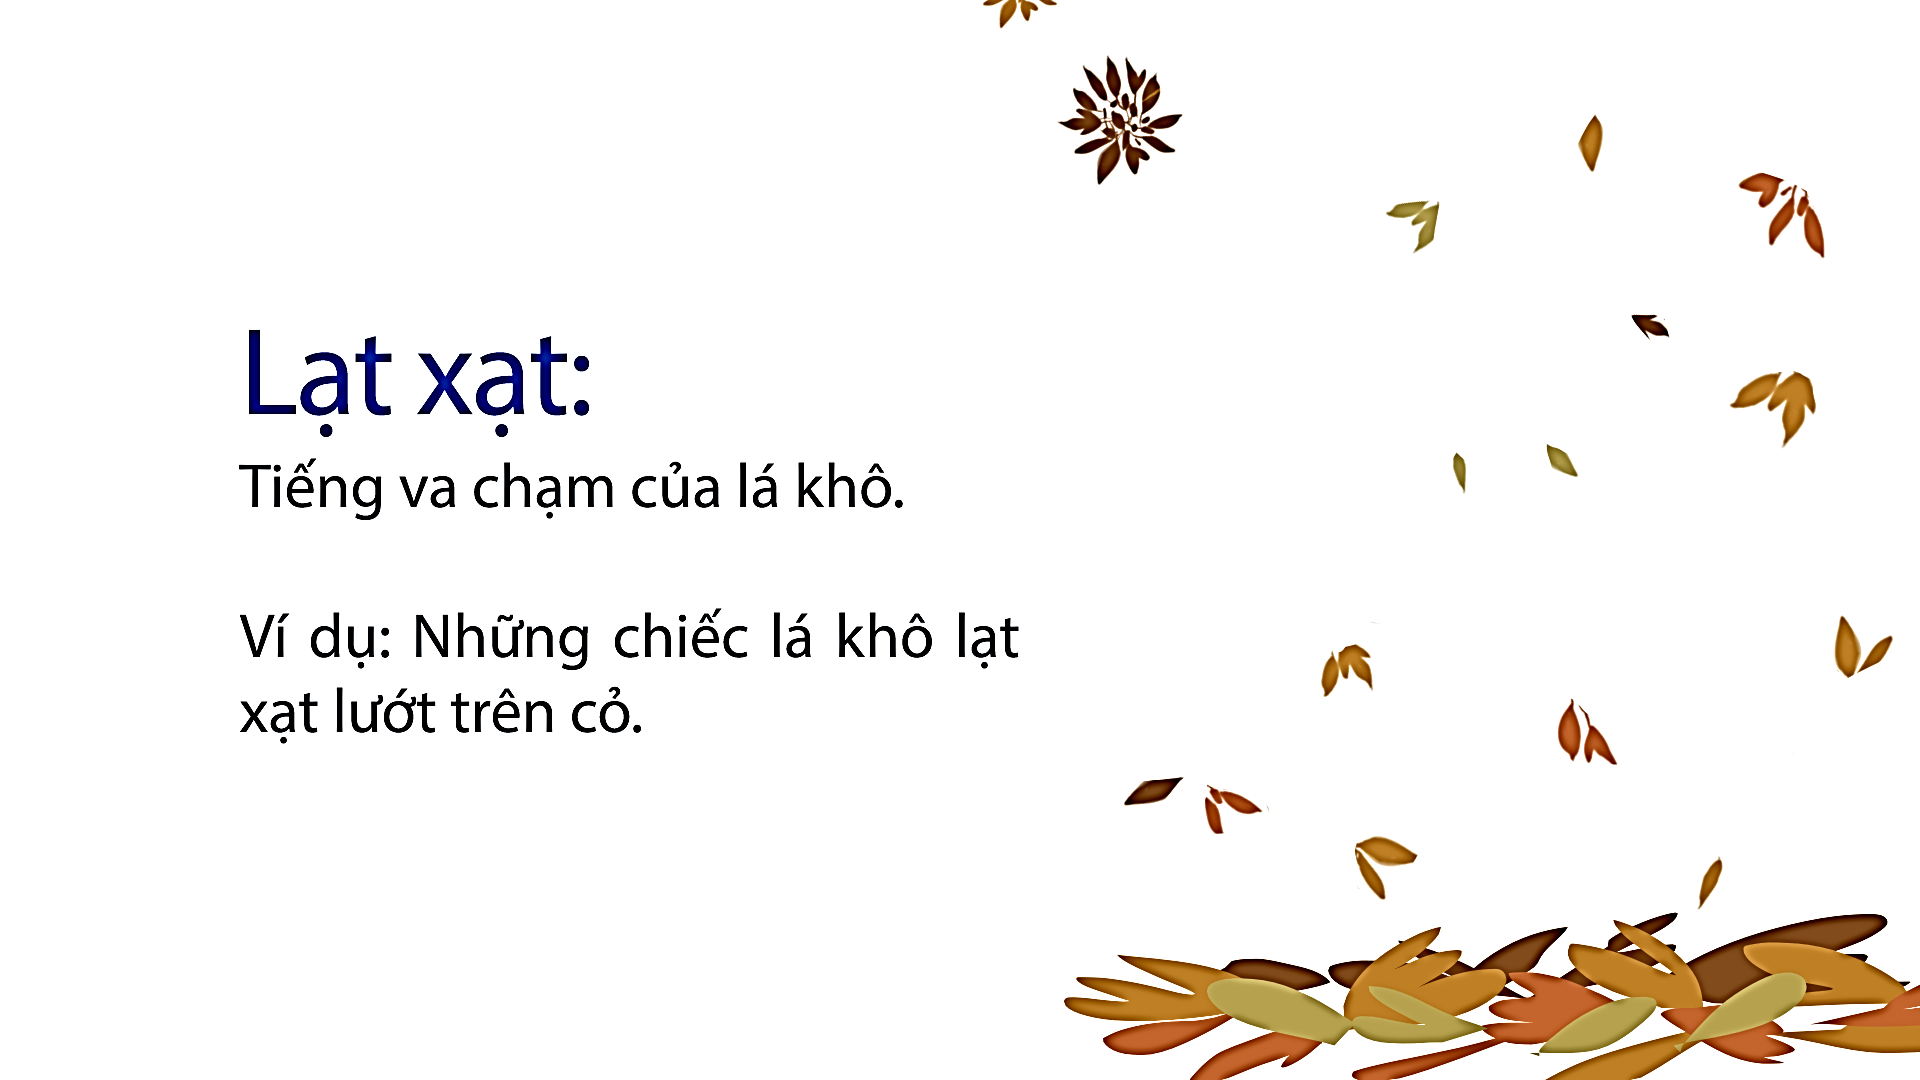 Lạt xạt:
Tiếng va chạm của lá khô.
Ví dụ: Những chiếc lá khô lạt
xạt lướt trên cỏ.